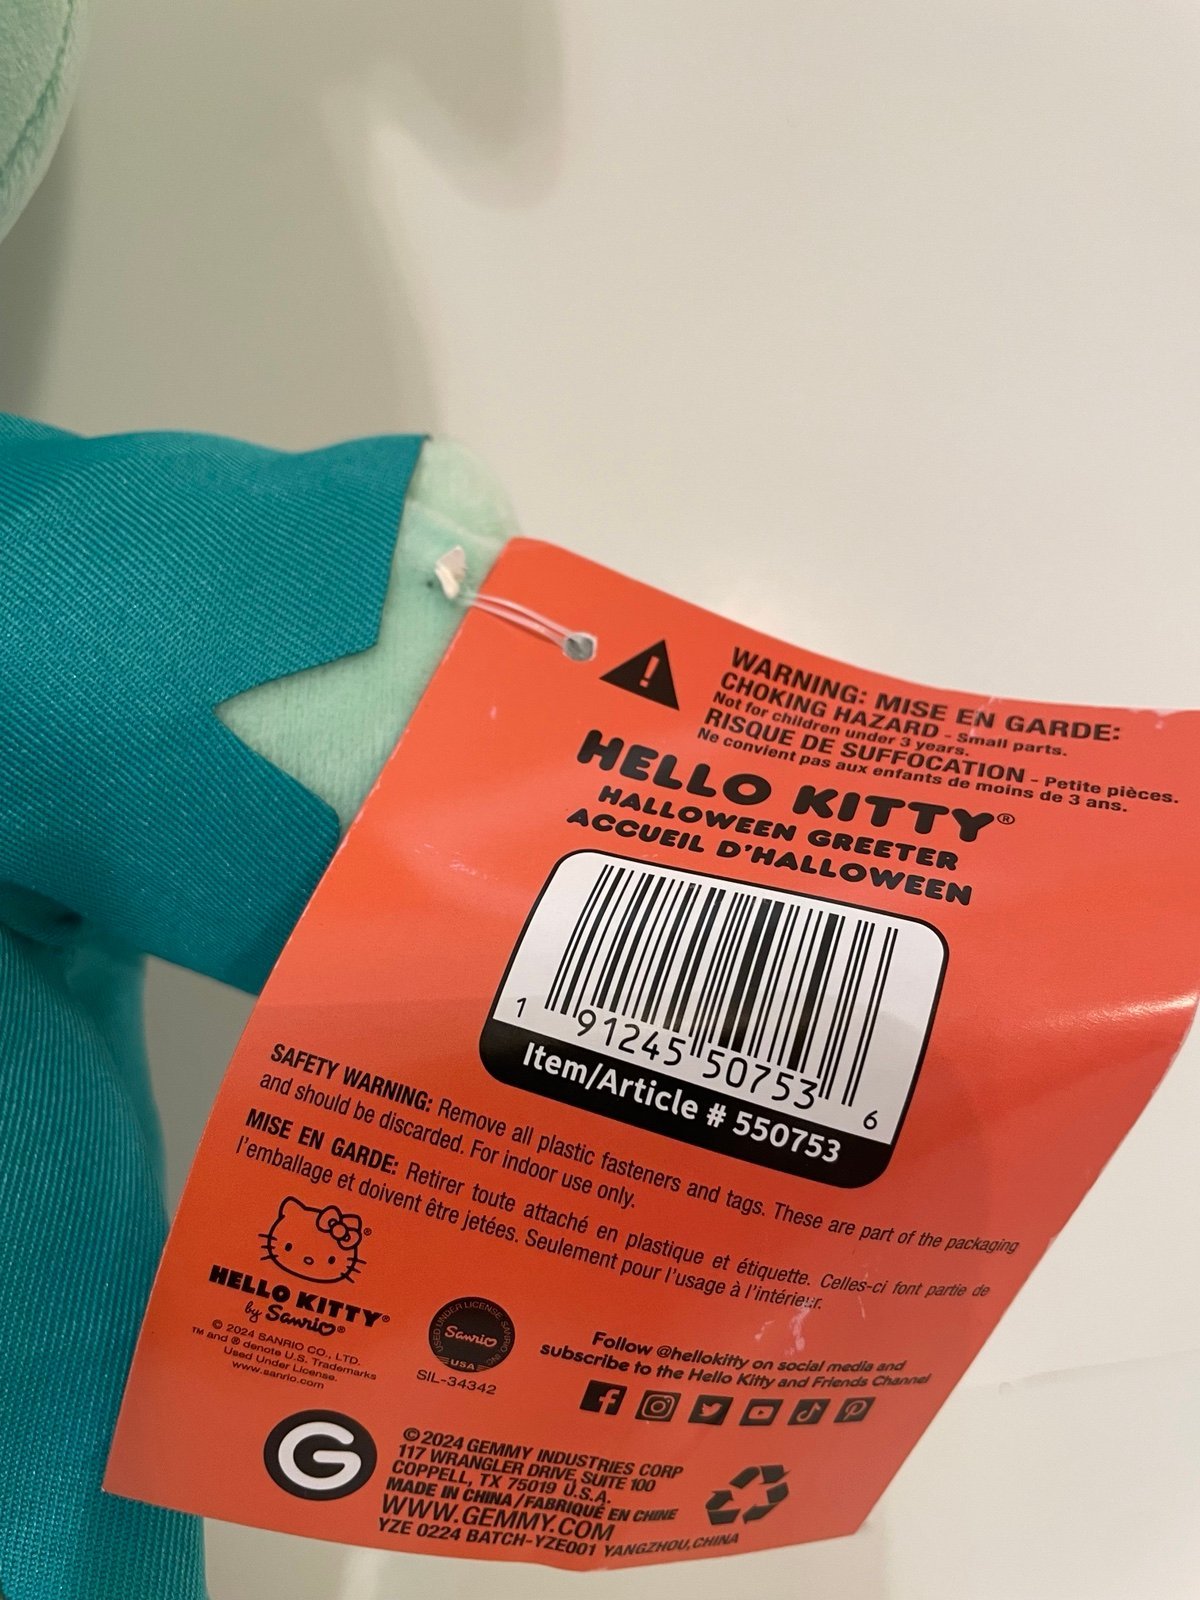 WARNING: MISE EN GARDE:
CHOKING HAZARD - Small parts.
Not for children under 3 years.
RISQUE DE SUFFOCATION - Petite pièces.
Ne convient pas aux enfants de moins de 3 ans.
HELLO KITTY®
HALLOWEEN GREETER
ACCUEIL D'HALLOWEEN
1 91245 50753 6
Item/Article # 550753
SAFETY WARNING: Remove all plastic fasteners and tags. These are part of the packaging
and should be discarded. For indoor use only.
MISE EN GARDE: Retirer toute attaché en plastique et étiquette. Celles-ci font partie de
l'emballage et doivent être jetées. Seulement pour l'usage à l'intérieur.
HELLO KITTY®
by Sanrio®
© 2024 SANRIO CO., LTD.
TM and ® denote U.S. Trademarks
Used Under License.
www.sanrio.com
USED UNDER LICENSE. SANRIO, INC.
Sanrio
USA
SIL-34342
Follow @hellokitty on social media and
subscribe to the Hello Kitty and Friends Channel
G
©2024 GEMMY INDUSTRIES CORP
117 WRANGLER DRIVE, SUITE 100
COPPELL, TX 75019 U.S.A.
MADE IN CHINA/FABRIQUÉ EN CHINE
WWW.GEMMY.COM
YZE 0224 BATCH-YZE001 YANGZHOU, CHINA